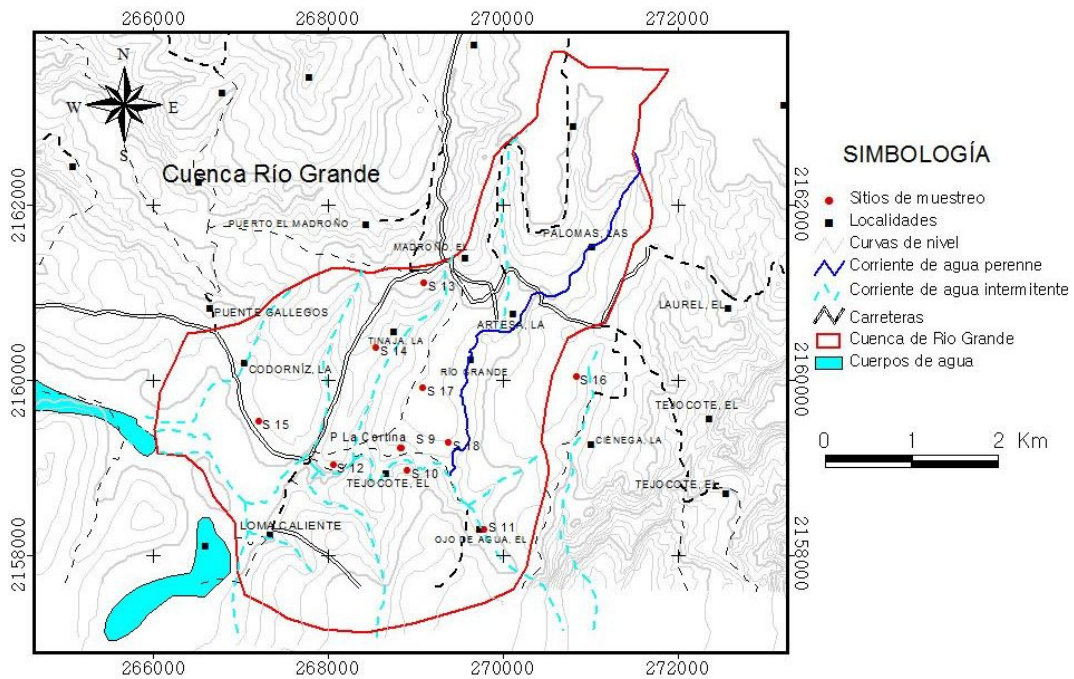 266000 268000 270000 272000
N
W E
S
Cuenca Río Grande
2162000
2162000
PUERTO EL MADROÑO
PALOMAS, LAS
MADROÑO, EL
S 13
PUENTE GALLEGOS
LAUREL, EL
ARTESA, LA
TINAJA, LA
S 14
2160000
2160000
CODORNÍZ, LA
RÍO GRANDE
S 16
S 17
TEJOCOTE, EL
S 15
P La Cortina
S 9
S 18
CIÉNEGA, LA
S 12
S 10
TEJOCOTE, EL
TEJOCOTE, EL
LOMA CALIENTE
S 11
OJO DE AGUA, EL
2158000
2158000
266000 268000 270000 272000
SIMBOLOGÍA
Sitios de muestreo
Localidades
Curvas de nivel
Corriente de agua perenne
Corriente de agua intermitente
Carreteras
Cuenca de Río Grande
Cuerpos de agua
0 1 2 Km